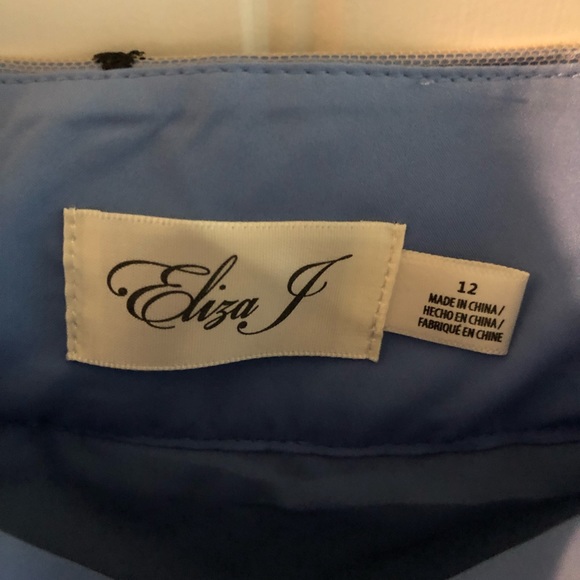 Eliza J
12
MADE IN CHINA /
HECHO EN CHINA /
FABRIQUÉ EN CHINE